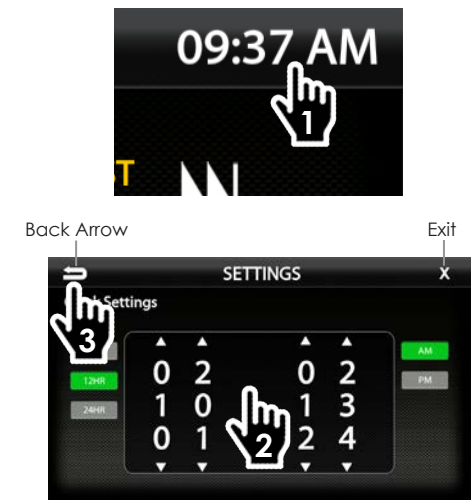 09:37 AM
1
ST
Back Arrow
Exit
SETTINGS
X
Settings
3
AM
12HR
0 2 0 2
PM
24HR
1 0 1 3
0 1 2 4
2